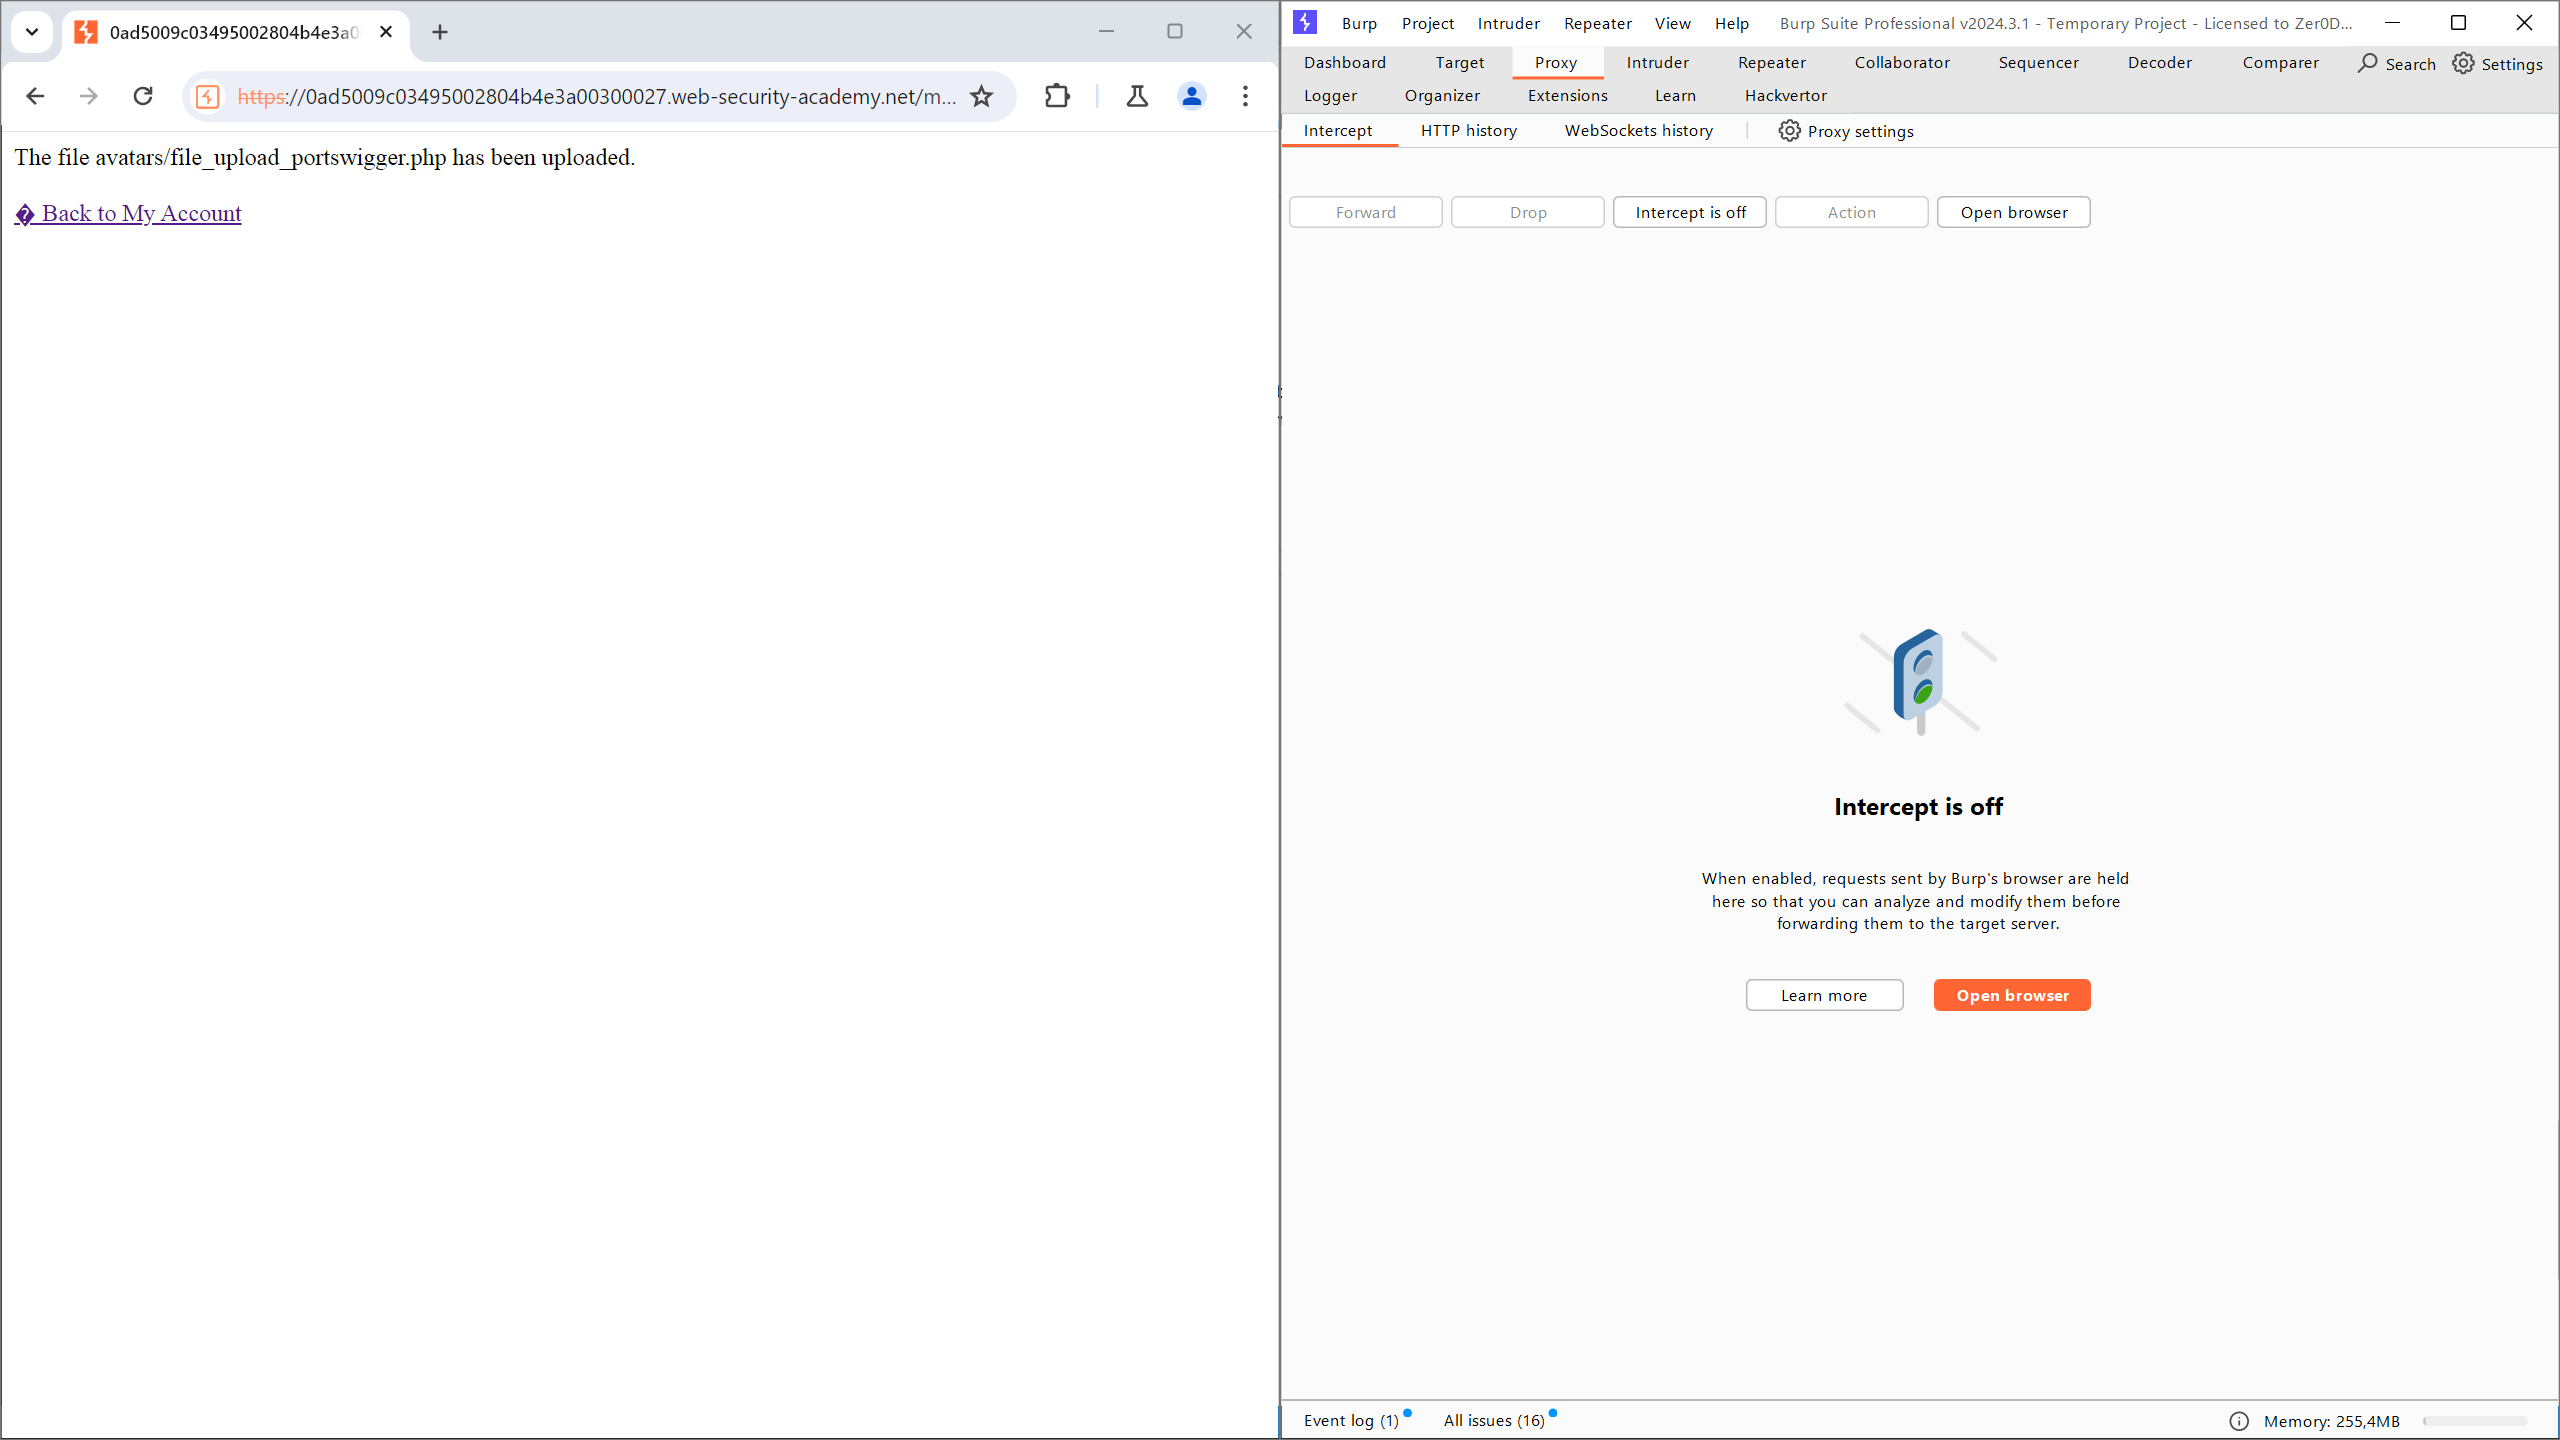 0ad5009c03495002804b4e3a0
https://0ad5009c03495002804b4e3a00300027.web-security-academy.net/m...
The file avatars/file_upload_portswigger.php has been uploaded.
� Back to My Account
Burp Project Intruder Repeater View Help Burp Suite Professional v2024.3.1 - Temporary Project - Licensed to Zer0D...
Dashboard Target Proxy Intruder Repeater Collaborator Sequencer Decoder Comparer Search Settings
Logger Organizer Extensions Learn Hackvertor
Intercept HTTP history WebSockets history Proxy settings
Forward Drop Intercept is off Action Open browser
Intercept is off
When enabled, requests sent by Burp's browser are held
here so that you can analyze and modify them before
forwarding them to the target server.
Learn more Open browser
Event log (1) All issues (16) Memory: 255,4MB